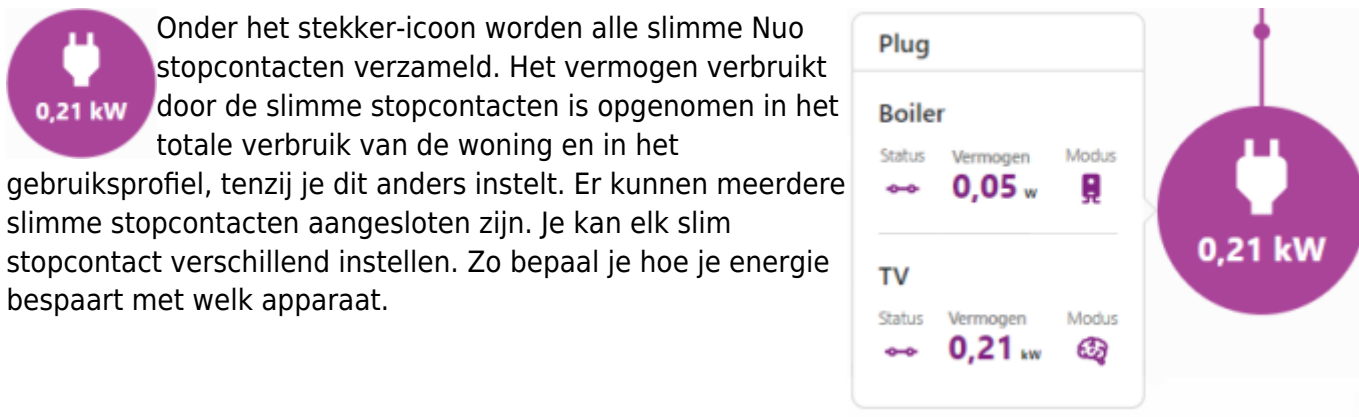 0,21 kW
Onder het stekker-icoon worden alle slimme Nuo
stopcontacten verzameld. Het vermogen verbruikt
door de slimme stopcontacten is opgenomen in het
totale verbruik van de woning en in het
gebruiksprofiel, tenzij je dit anders instelt. Er kunnen meerdere
slimme stopcontacten aangesloten zijn. Je kan elk slim
stopcontact verschillend instellen. Zo bepaal je hoe je energie
bespaart met welk apparaat.
Plug
Boiler
Status Vermogen Modus
0,05 w
TV
Status Vermogen Modus
0,21 kW
0,21 kW